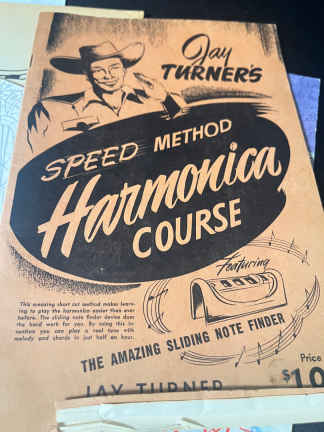 Jay
TURNER'S
SPEED METHOD
Harmonica
COURSE
Featuring
This amazing short cut method makes learn-
ing to play the harmonica easier than ever
before. The sliding note finder device does
the hard work for you. By using this in-
vention you can play a real tune with
melody and chords in just half an hour.
THE AMAZING SLIDING NOTE FINDER
Price
JAY TURNER